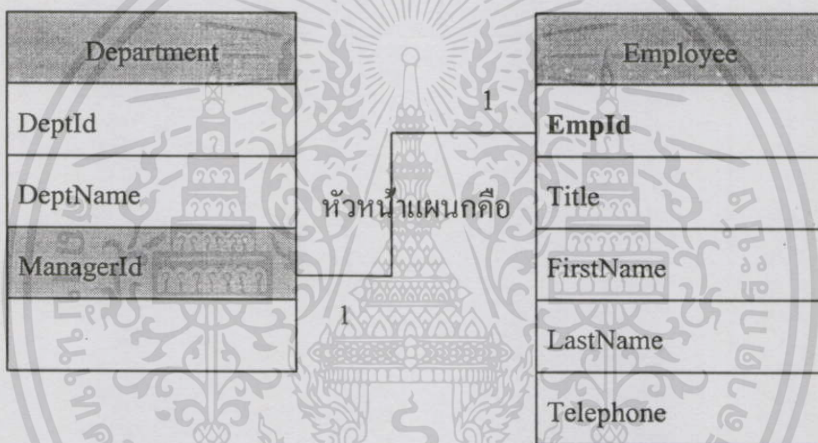 Department
DeptId
DeptName
ManagerId
1
หัวหน้าแผนกคือ
1
Employee
EmpId
Title
FirstName
LastName
Telephone